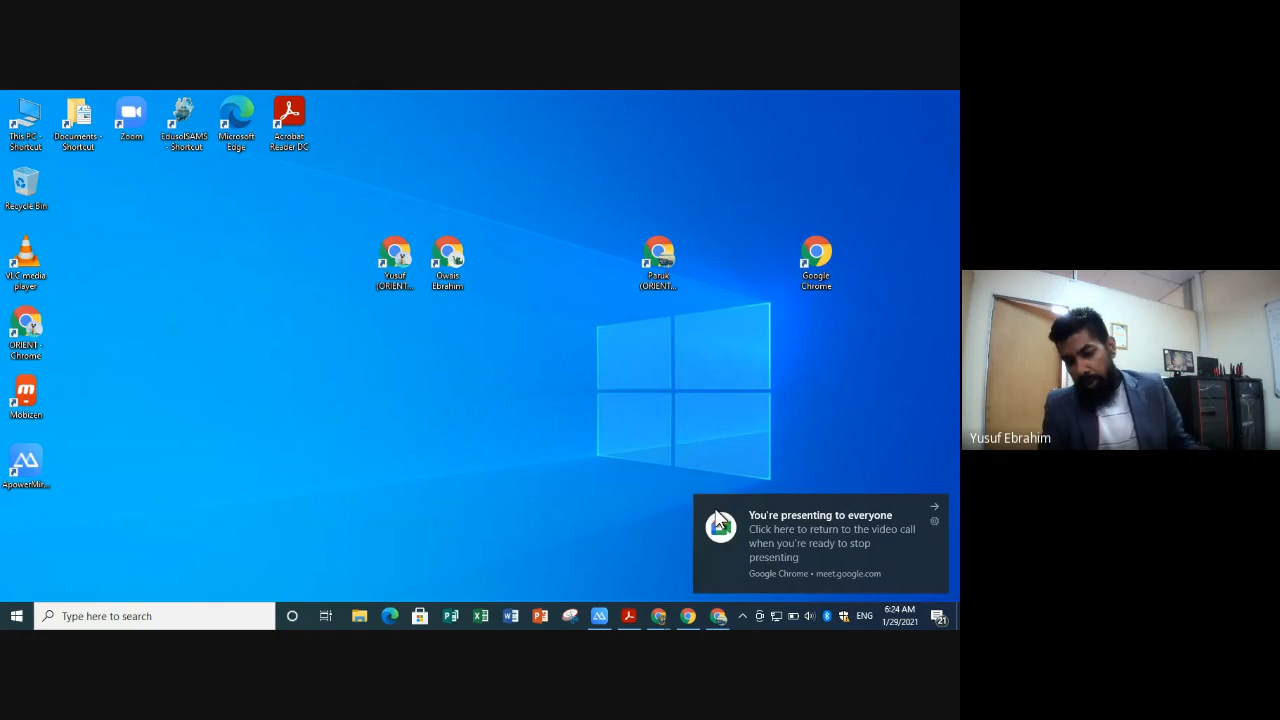 This PC -
Shortcut
Documents -
Shortcut
Zoom
EdusolSAMS
- Shortcut
Microsoft
Edge
Acrobat
Reader DC
Recycle Bin
Yusuf
(ORIENT...
Owais
Ebrahim
Paruk
(ORIENT...
Google
Chrome
VLC media
player
ORIENT -
Chrome
Mobizen
ApowerMir...
Yusuf Ebrahim
You're presenting to everyone
Click here to return to the video call
when you're ready to stop
presenting
Google Chrome • meet.google.com
Type here to search
ENG
6:24 AM
1/29/2021
21